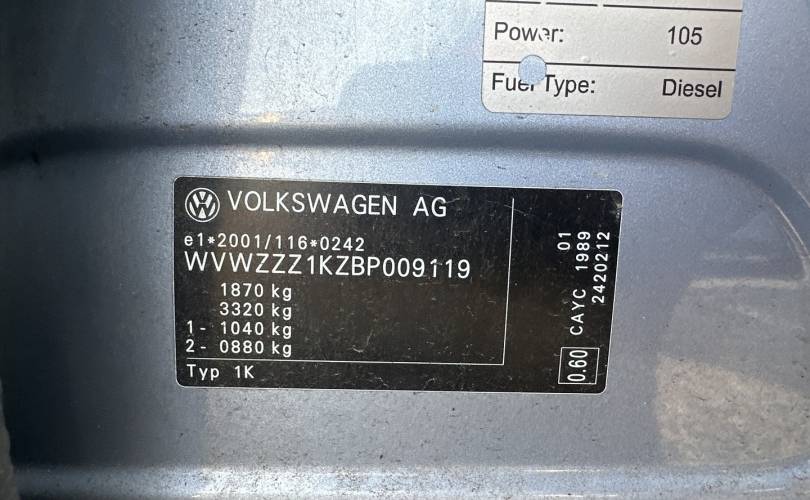 Power: 105
Fuel Type: Diesel
VOLKSWAGEN AG
e1*2001/116*0242
WVWZZZ1KZBP009119
1870 kg
3320 kg
1- 1040 kg
2- 0880 kg
Typ 1K
01
CAYC 1989
2420212
0.60